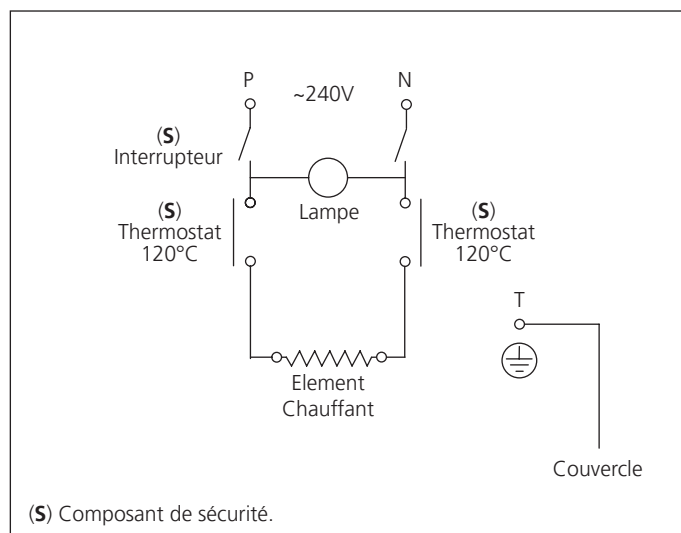 P
~240V
N
(S)
Interrupteur
(S)
Thermostat
120°C
Lampe
(S)
Thermostat
120°C
T
Element
Chauffant
Couvercle
(S) Composant de sécurité.